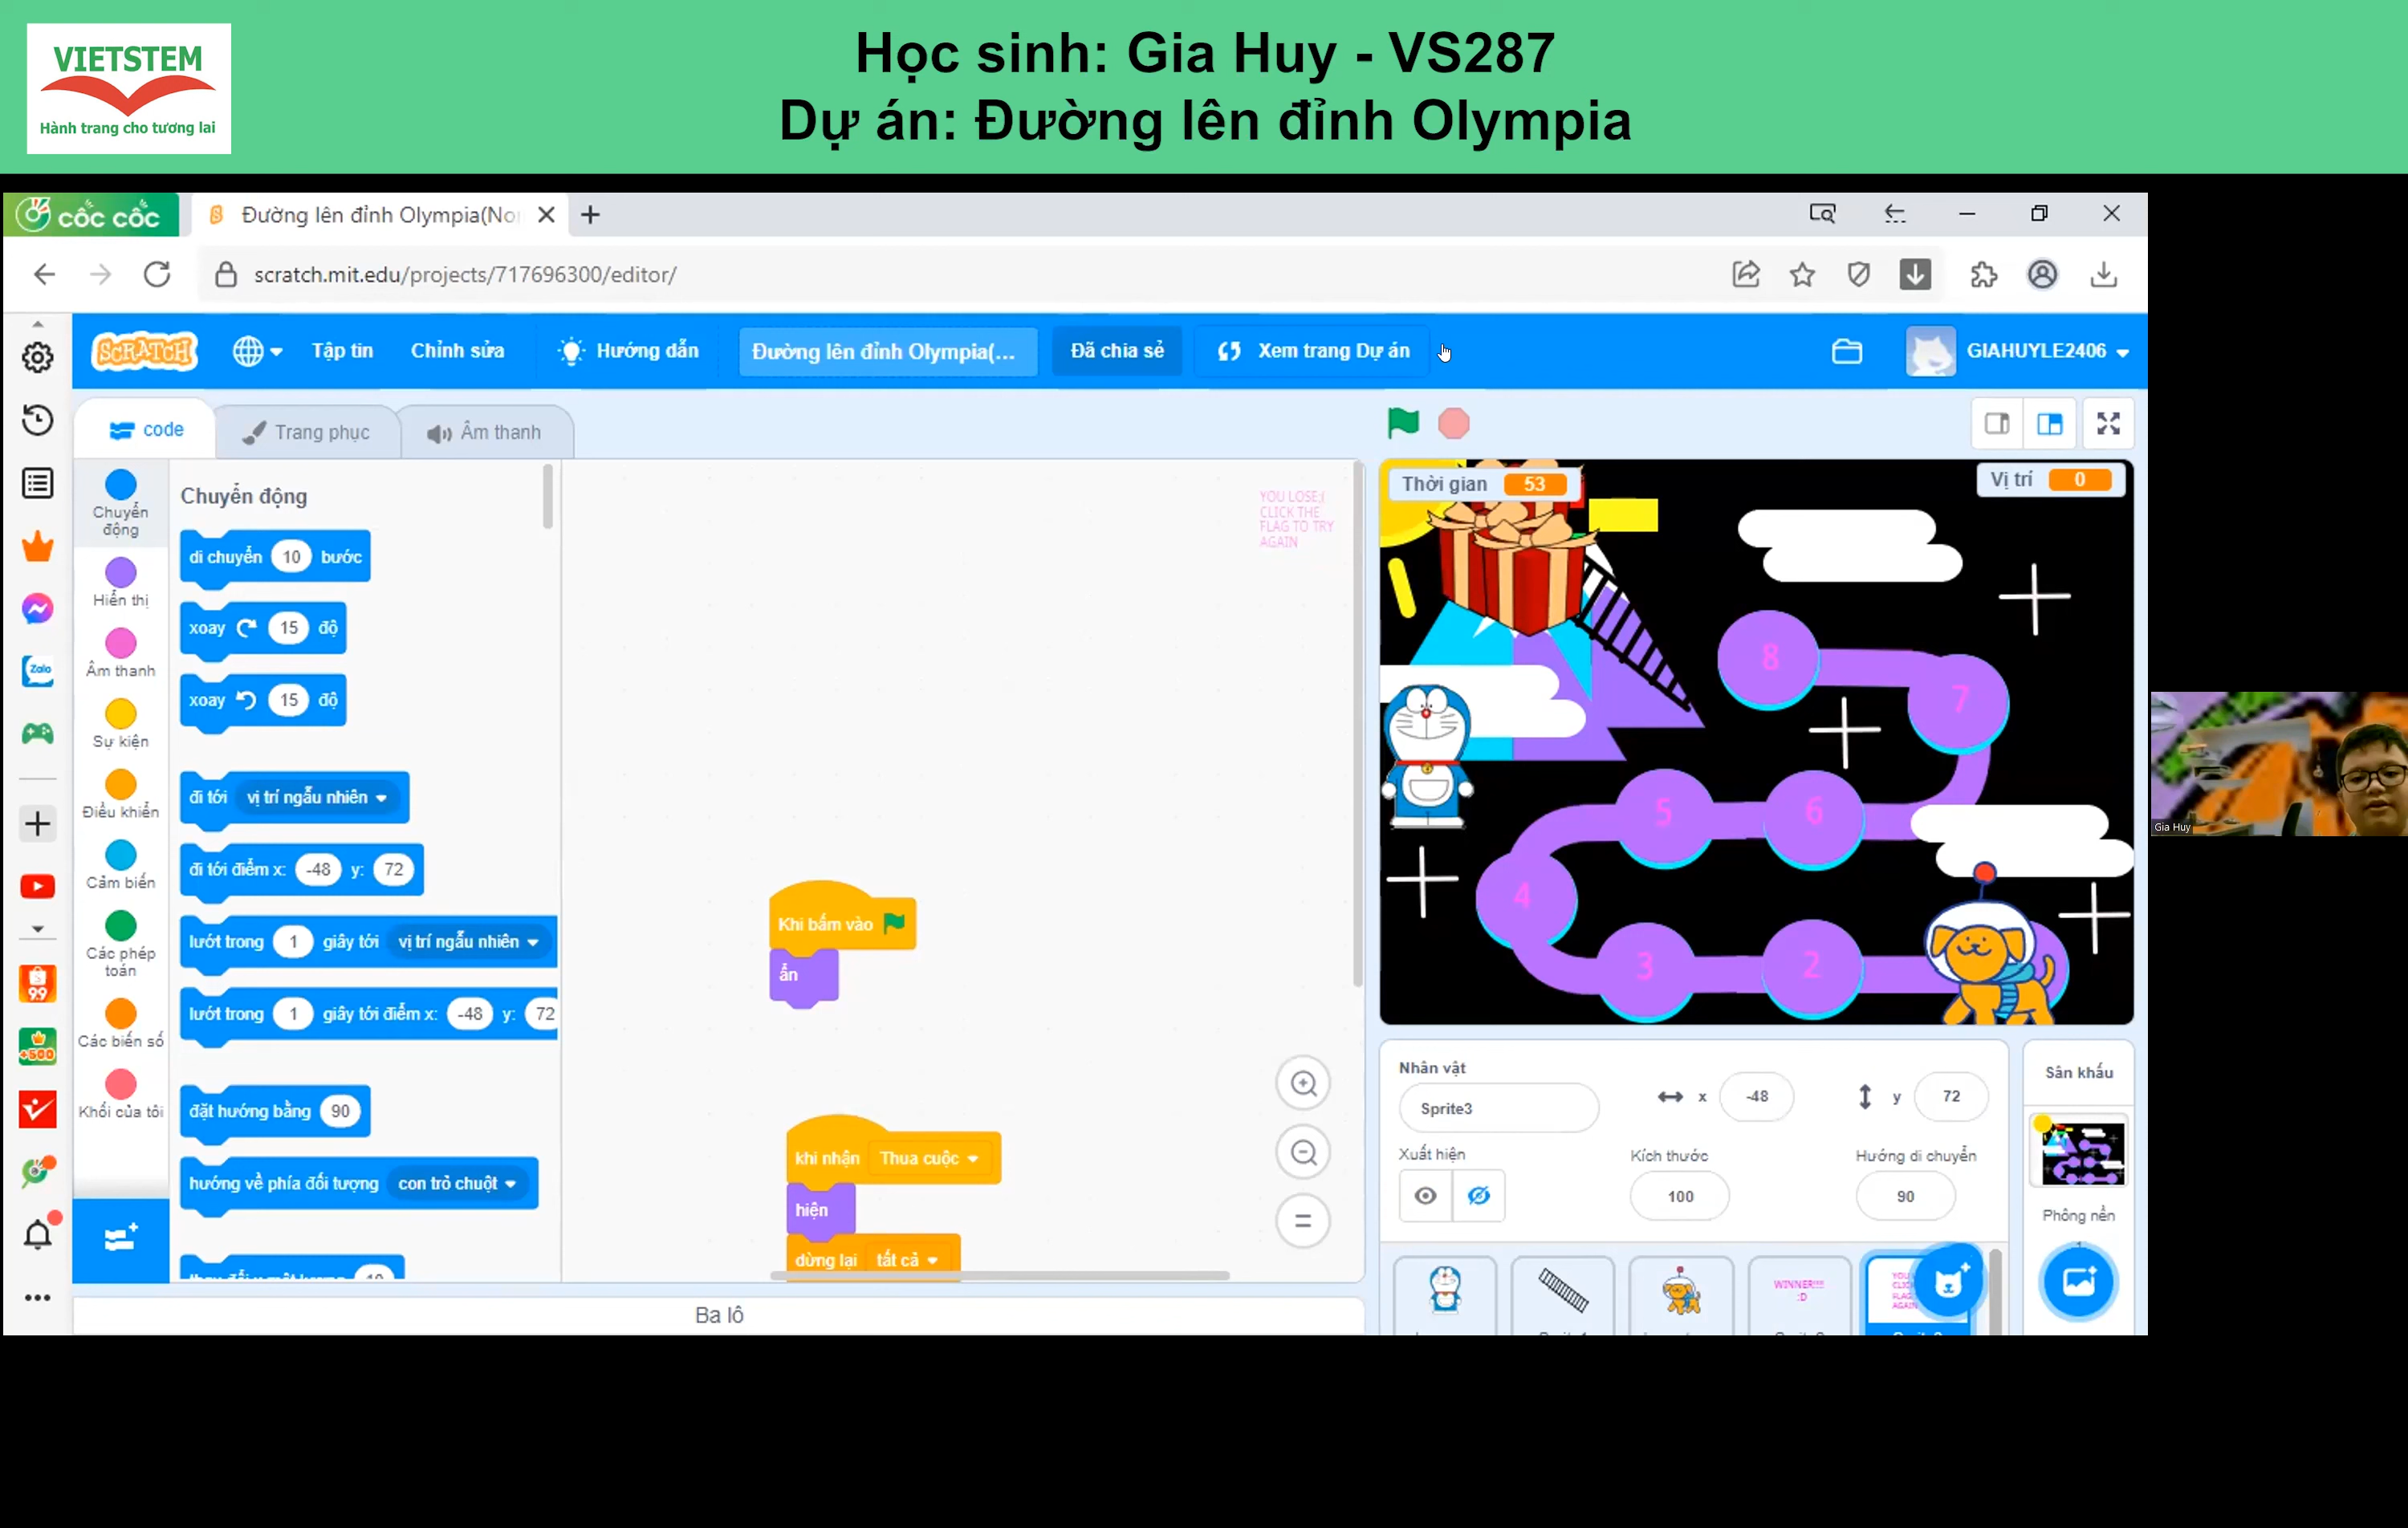 VIETSTEM
Hành trang cho tương lai
Học sinh: Gia Huy - VS287
Dự án: Đường lên đỉnh Olympia
cốc cốc
Đường lên đỉnh Olympia(No
scratch.mit.edu/projects/717696300/editor/
SCRATCH
Tập tin
Chỉnh sửa
Hướng dẫn
Đường lên đỉnh Olympia(...
Đã chia sẻ
Xem trang Dự án
GIAHUYLE2406
code
Trang phục
Âm thanh
Chuyển động
Hiển thị
Âm thanh
Sự kiện
Điều khiển
Cảm biến
Các phép toán
Các biến số
Khối của tôi
Zalo
99
+500
Chuyển động
di chuyển 10 bước
xoay 15 độ
xoay 15 độ
đi tới vị trí ngẫu nhiên
đi tới điểm x: -48 y: 72
lướt trong 1 giây tới vị trí ngẫu nhiên
lướt trong 1 giây tới điểm x: -48 y: 72
đặt hướng bằng 90
hướng về phía đối tượng con trỏ chuột
YOU LOSE;(
CLICK THE
FLAG TO TRY
AGAIN
Khi bấm vào
ẩn
khi nhận Thua cuộc
hiện
dừng lại tất cả
Ba lô
Thời gian 53
Vị trí 0
8
7
5
6
4
3
2
Nhân vật
Sprite3
x -48
y 72
Xuất hiện
Kích thước
100
Hướng di chuyển
90
WINNER!!!!
:D
Sân khấu
Phông nền
Gia Huy